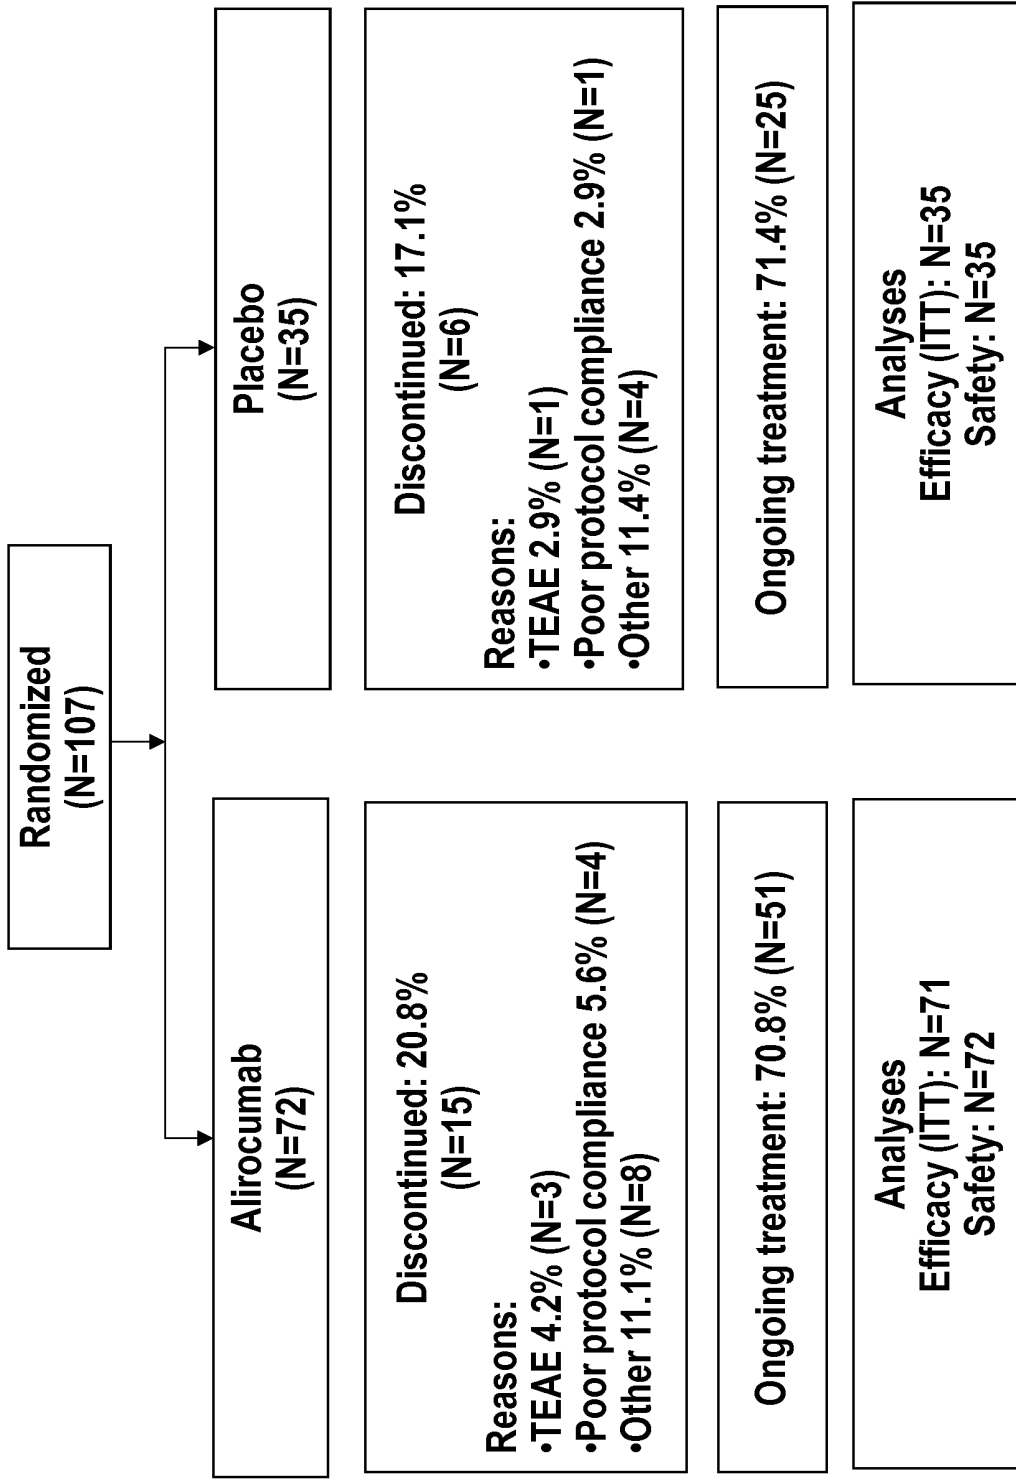 Randomized
(N=107)
Alirocumab
(N=72)
Placebo
(N=35)
Discontinued: 20.8%
(N=15)
Reasons:
•TEAE 4.2% (N=3)
•Poor protocol compliance 5.6% (N=4)
•Other 11.1% (N=8)
Discontinued: 17.1%
(N=6)
Reasons:
•TEAE 2.9% (N=1)
•Poor protocol compliance 2.9% (N=1)
•Other 11.4% (N=4)
Ongoing treatment: 70.8% (N=51)
Ongoing treatment: 71.4% (N=25)
Analyses
Efficacy (ITT): N=71
Safety: N=72
Analyses
Efficacy (ITT): N=35
Safety: N=35